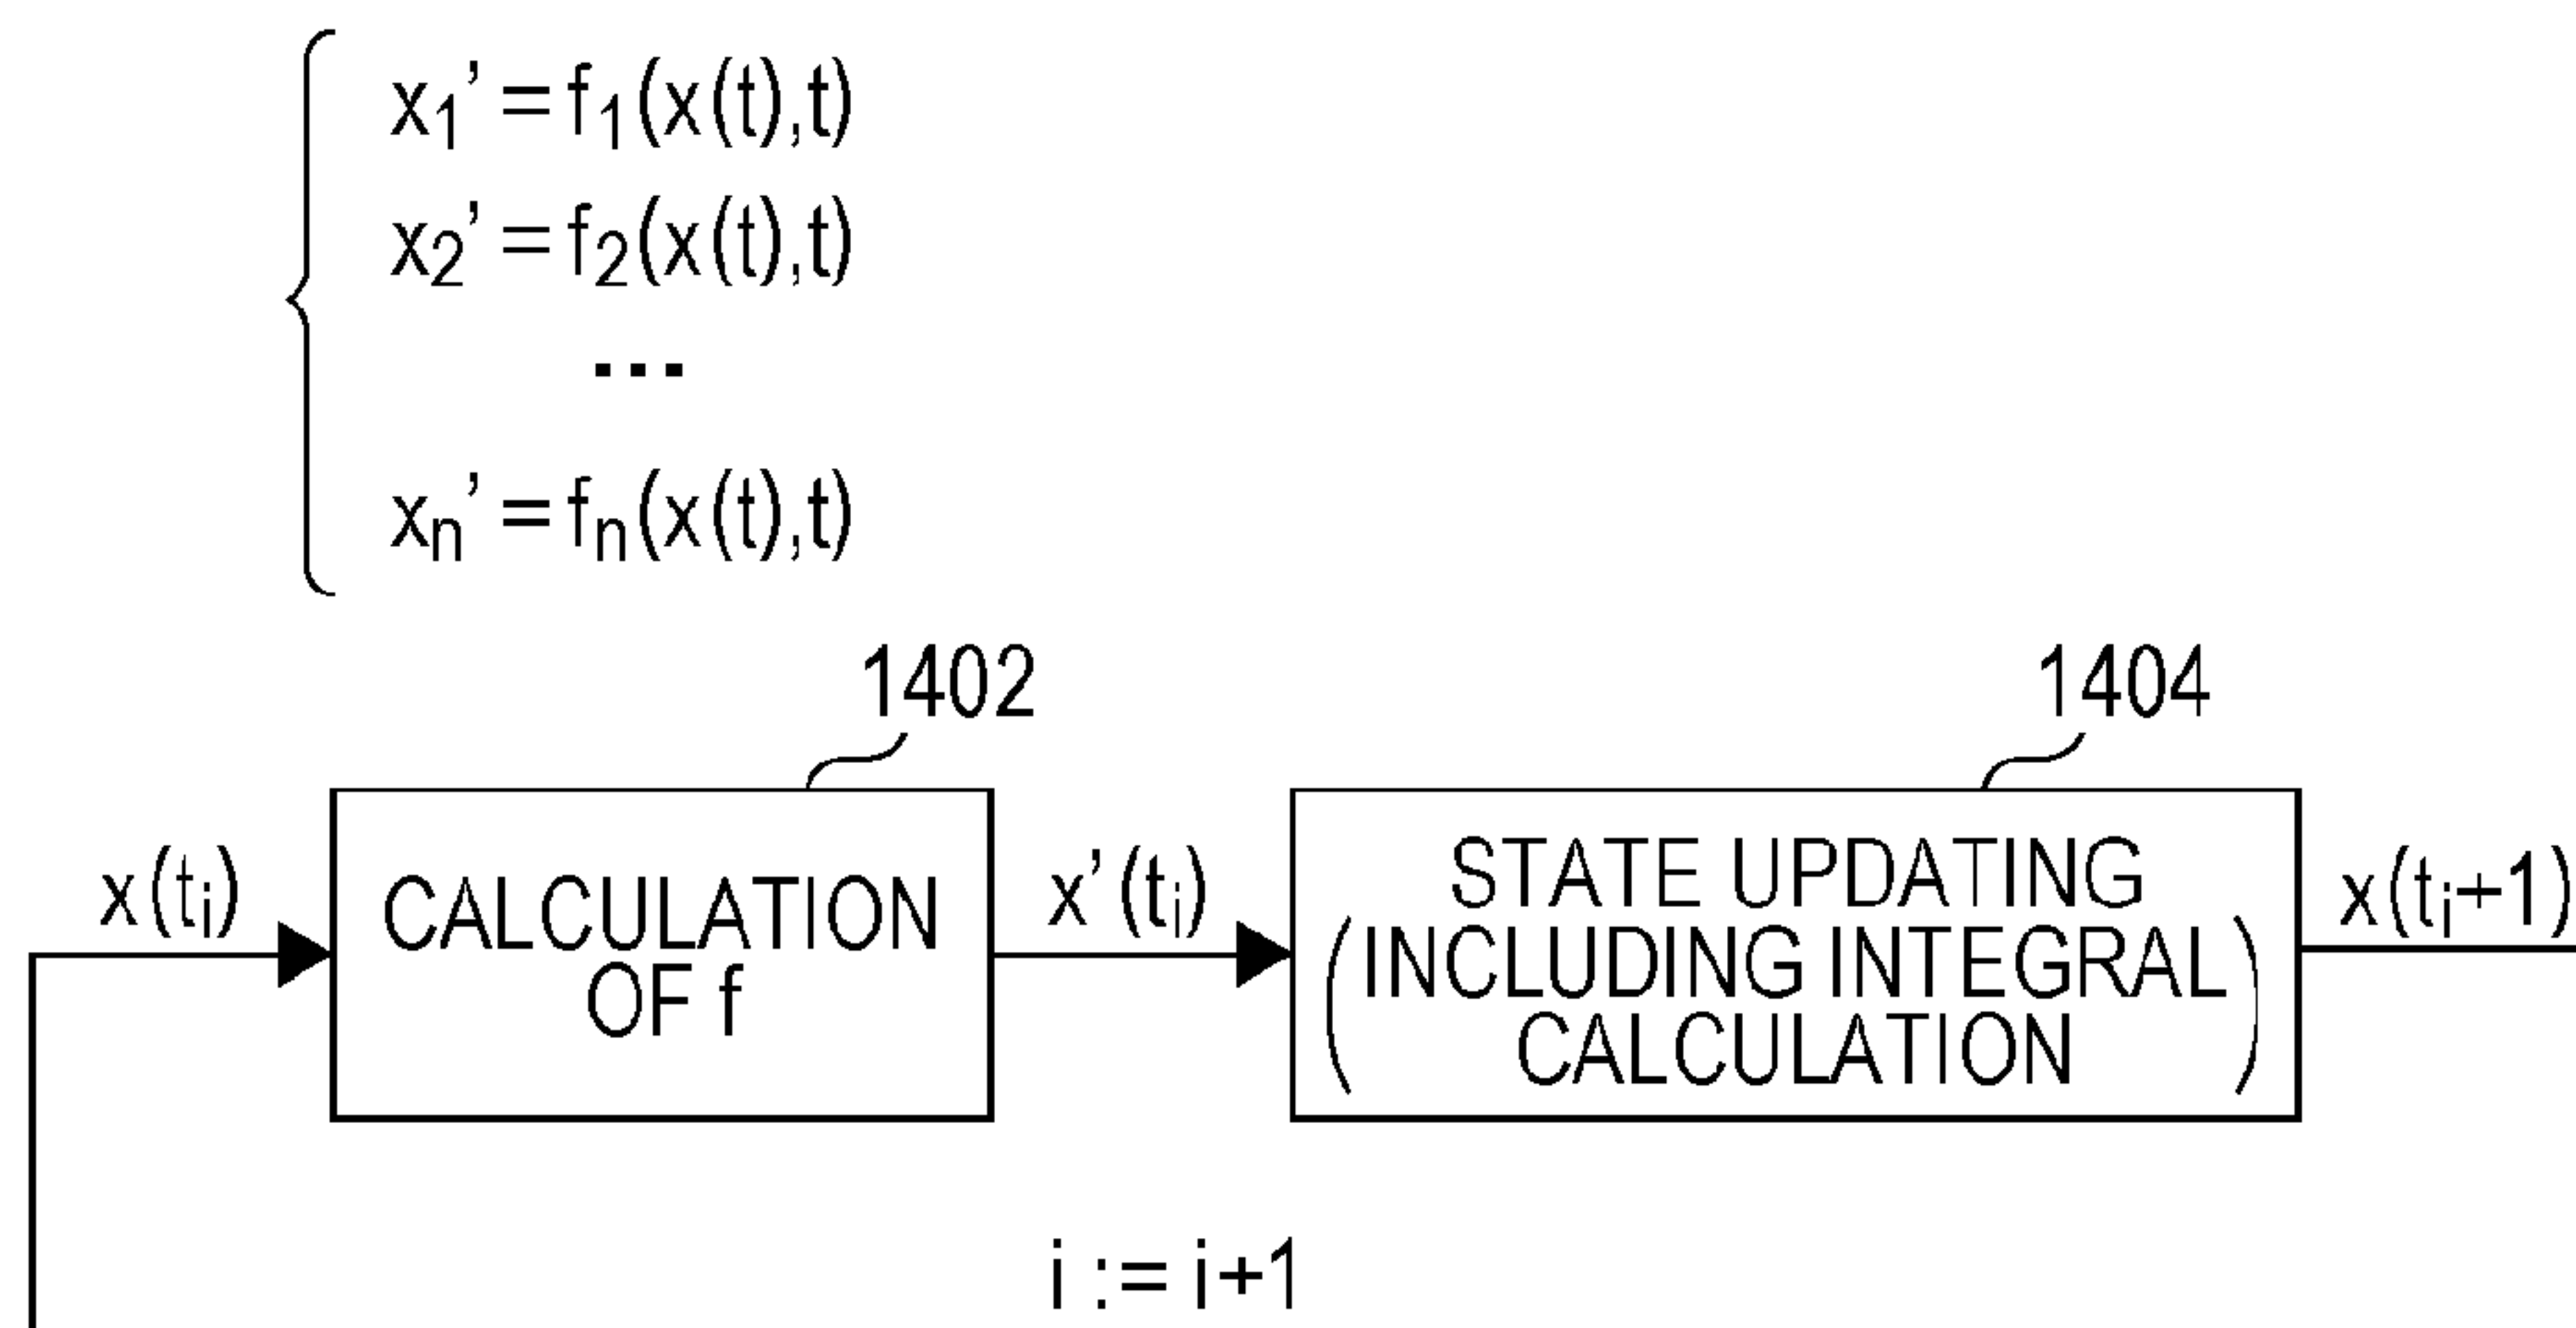 x₁' = f₁(x(t),t)
x₂' = f₂(x(t),t)
...
xₙ' = fₙ(x(t),t)
1402
1404
x(tᵢ)
CALCULATION
OF f
x'(tᵢ)
STATE UPDATING
(INCLUDING INTEGRAL
CALCULATION)
x(tᵢ+1)
i := i+1